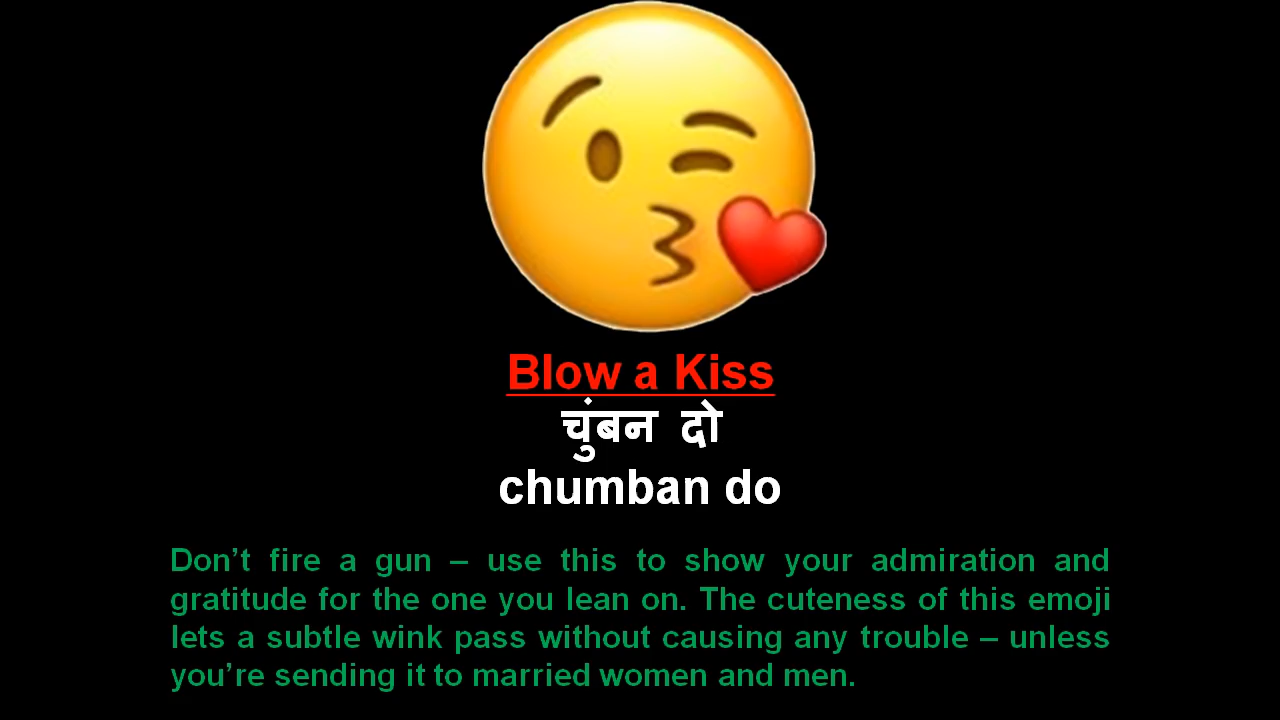 Blow a Kiss
चुंबन दो
chumban do
Don’t fire a gun – use this to show your admiration and
gratitude for the one you lean on. The cuteness of this emoji
lets a subtle wink pass without causing any trouble – unless
you’re sending it to married women and men.